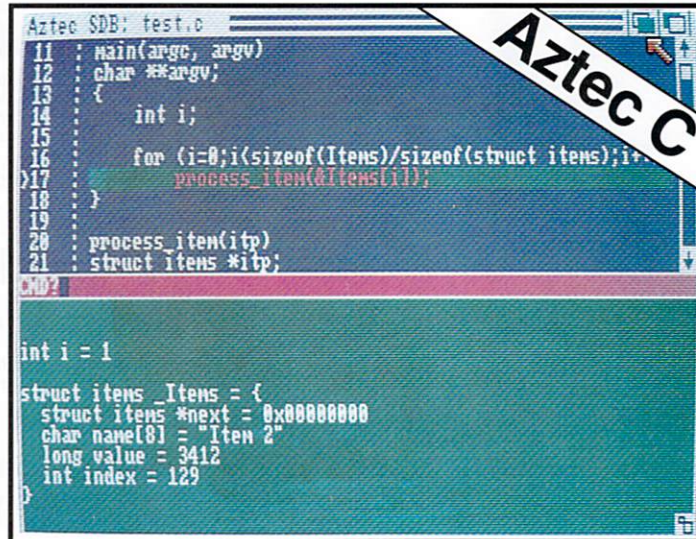 Aztec SDB: test.c
Aztec C
11 : main(argc, argv)
12 : char **argv;
13 : {
14 :     int i;
15 :
16 :     for (i=0;i<sizeof(Items)/sizeof(struct items);i+
>17 :         process_item(&Items[i]);
18 : }
19 :
20 : process_item(itp)
21 : struct items *itp;
CMD?
int i = 1
struct items _Items = {
  struct items *next = 0x00000000
  char name[8] = "Item 2"
  long value = 3412
  int index = 129
}